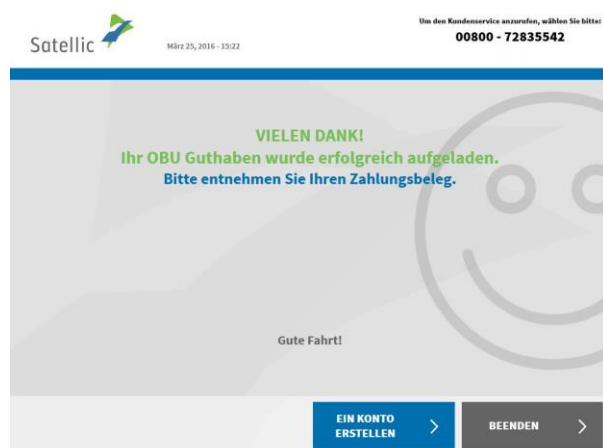 Satellic
März 25, 2016 - 15:22
Um den Kundenservice anzurufen, wählen Sie bitte:
00800 - 72835542
VIELEN DANK!
Ihr OBU Guthaben wurde erfolgreich aufgeladen.
Bitte entnehmen Sie Ihren Zahlungsbeleg.
Gute Fahrt!
EIN KONTO
ERSTELLEN
BEENDEN